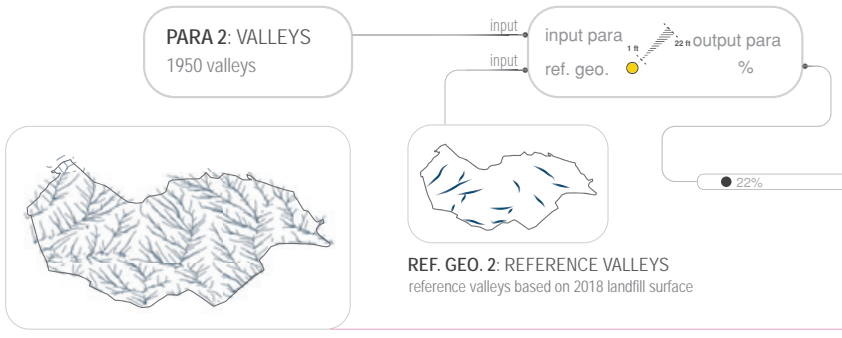 PARA 2: VALLEYS
1950 valleys
input
input
input para
1 ft
22 ft
output para
ref. geo.
%
22%
REF. GEO. 2: REFERENCE VALLEYS
reference valleys based on 2018 landfill surface